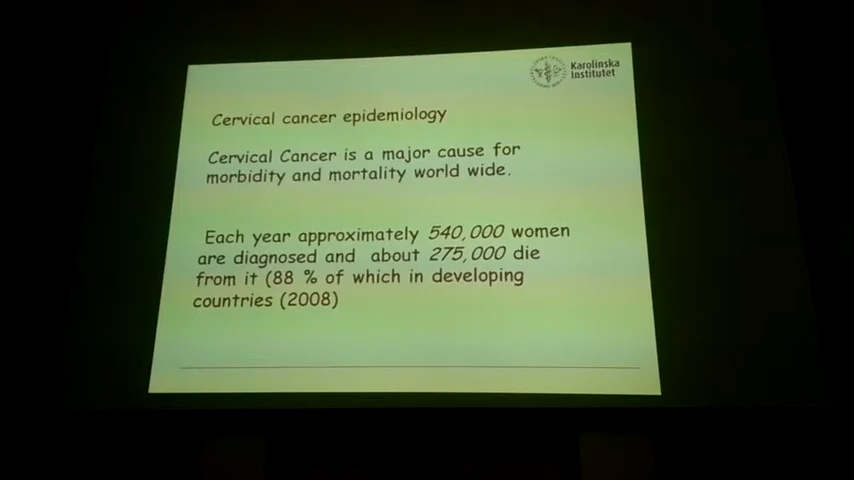 Karolinska
Institutet
Cervical cancer epidemiology
Cervical Cancer is a major cause for
morbidity and mortality world wide.
Each year approximately 540,000 women
are diagnosed and about 275,000 die
from it (88 % of which in developing
countries (2008)